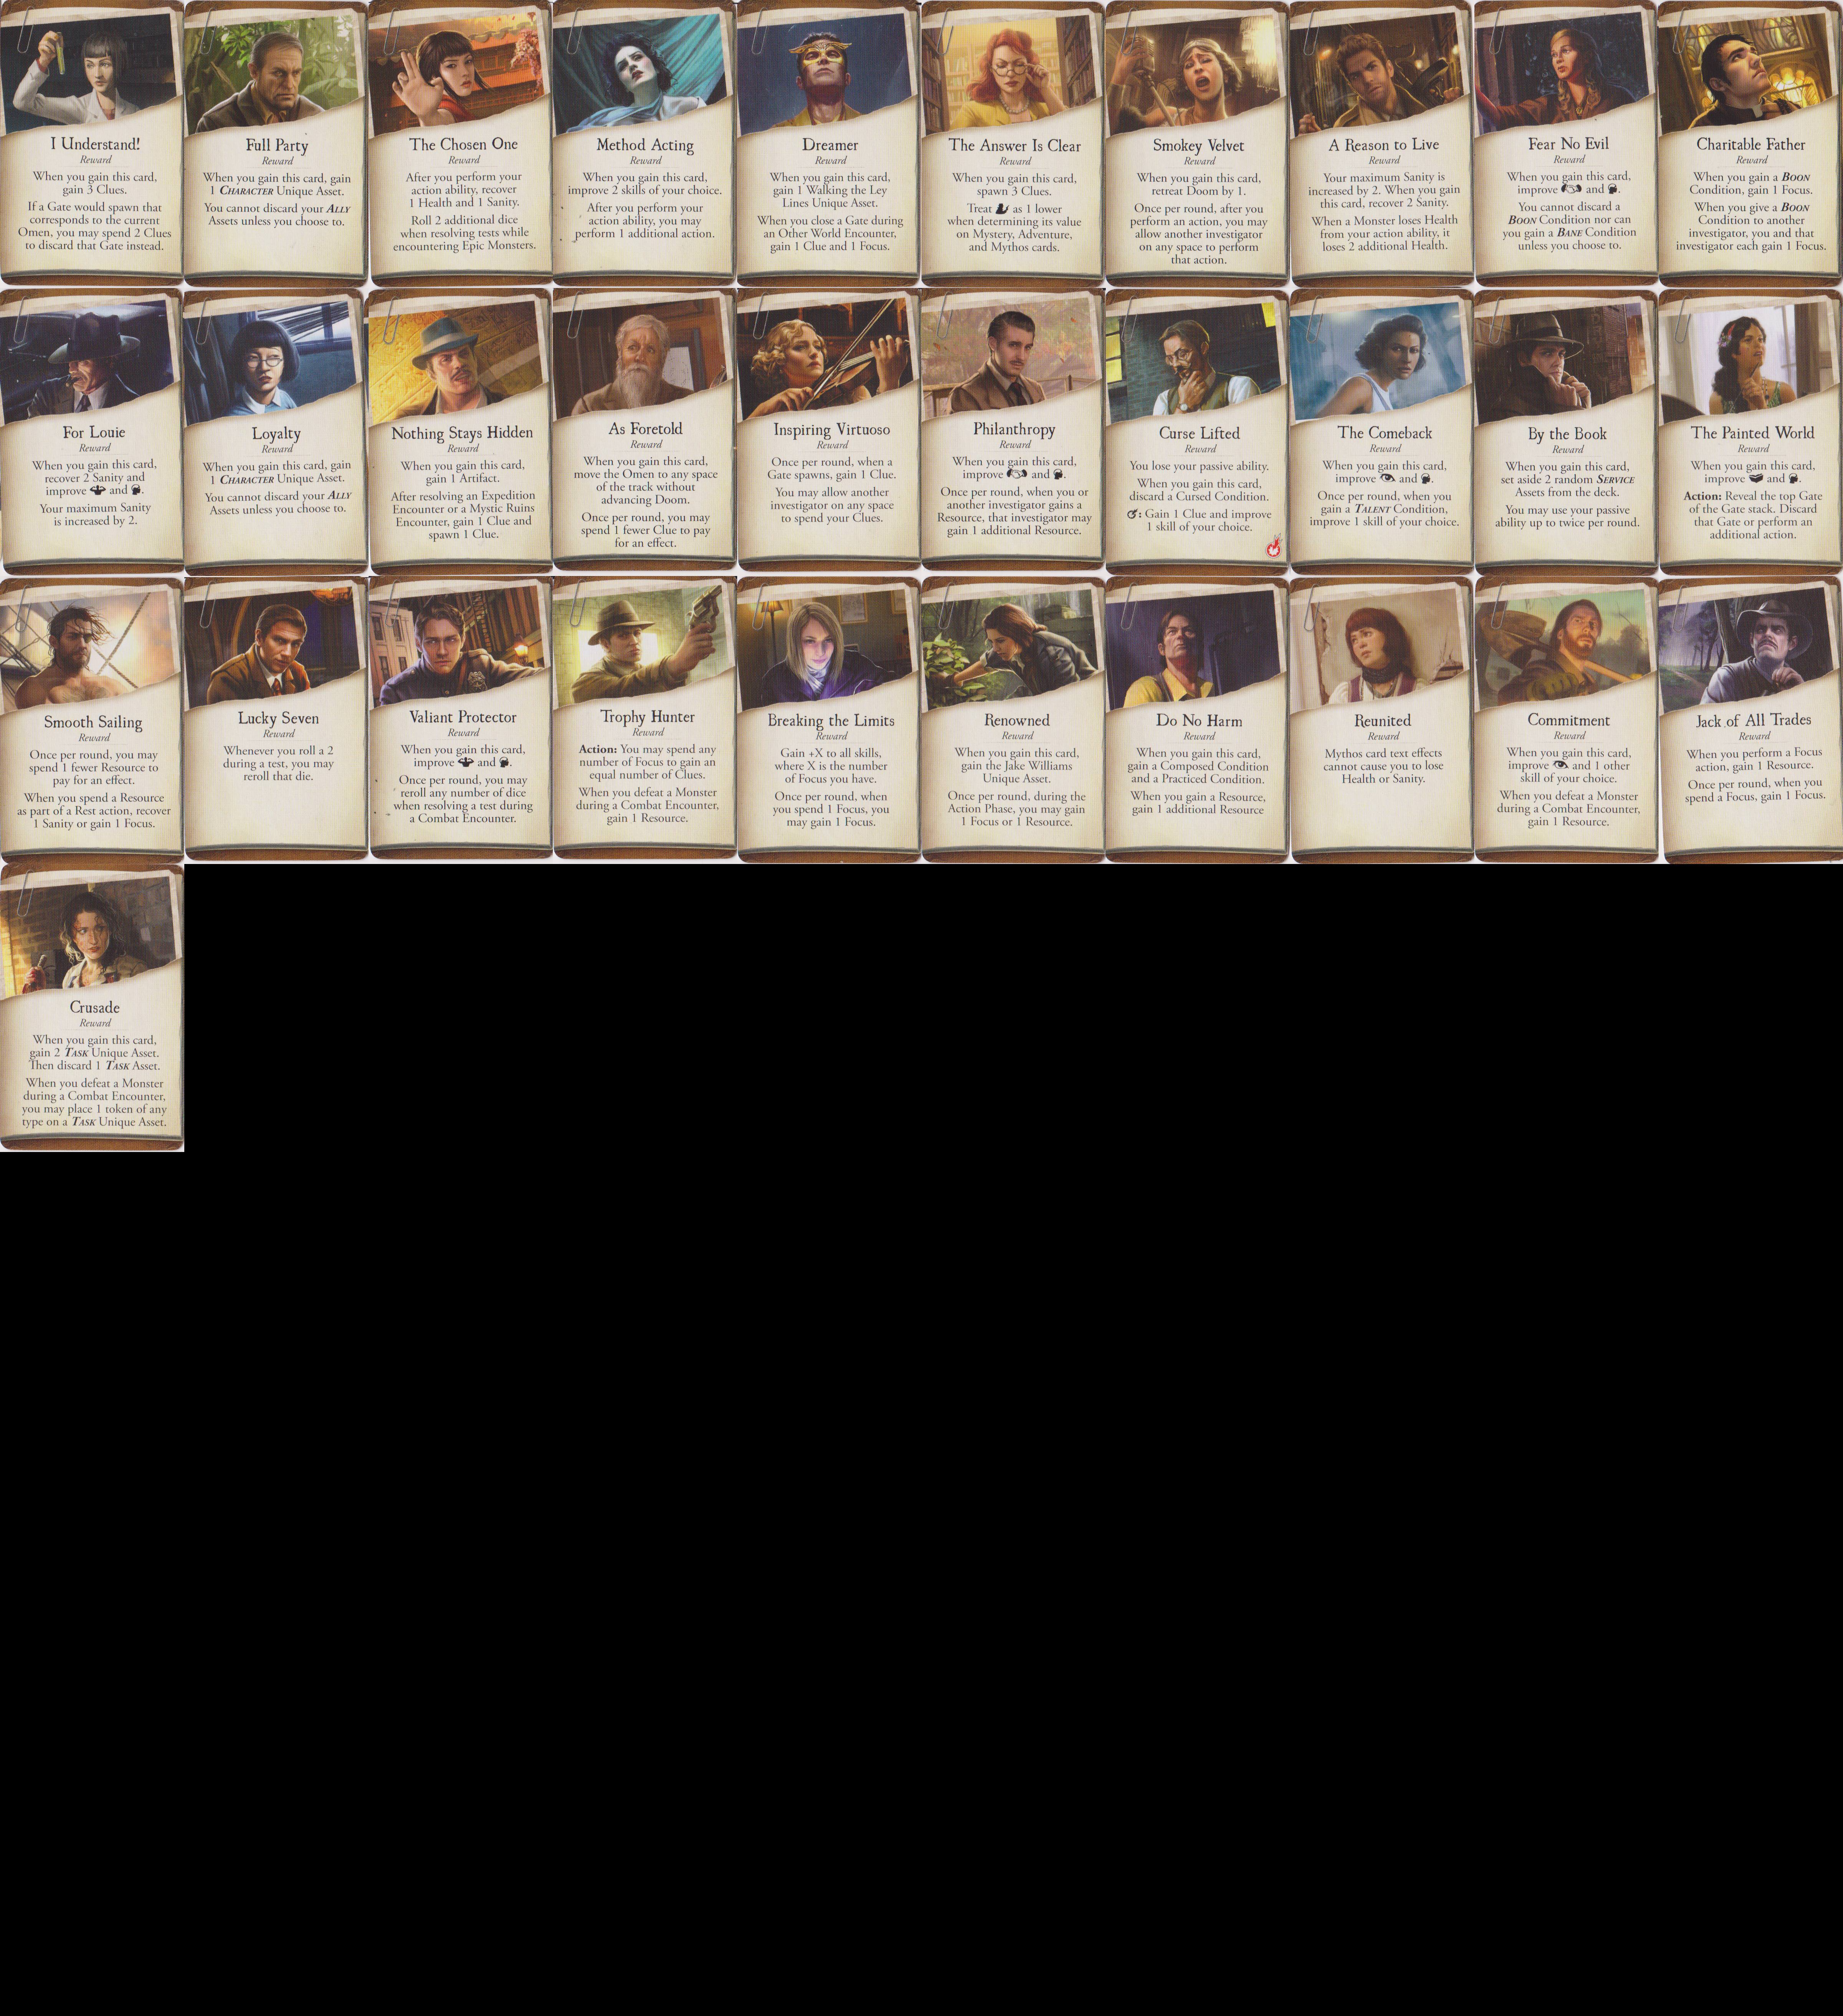 I Understand!
Reward
When you gain this card,
gain 3 Clues.
If a Gate would spawn that
corresponds to the current
Omen, you may spend 2 Clues
to discard that Gate instead.
Full Party
Reward
When you gain this card, gain
1 CHARACTER Unique Asset.
You cannot discard your ALLY
Assets unless you choose to.
The Chosen One
Reward
After you perform your
action ability, recover
1 Health and 1 Sanity.
Roll 2 additional dice
when resolving tests while
encountering Epic Monsters.
Method Acting
Reward
When you gain this card,
improve 2 skills of your choice.
After you perform your
action ability, you may
perform 1 additional action.
Dreamer
Reward
When you gain this card,
gain 1 Walking the Ley
Lines Unique Asset.
When you close a Gate during
an Other World Encounter,
gain 1 Clue and 1 Focus.
The Answer Is Clear
Reward
When you gain this card,
spawn 3 Clues.
Treat as 1 lower
when determining its value
on Mystery, Adventure,
and Mythos cards.
Smokey Velvet
Reward
When you gain this card,
retreat Doom by 1.
Once per round, after you
perform an action, you may
allow another investigator
on any space to perform
that action.
A Reason to Live
Reward
Your maximum Sanity is
increased by 2. When you gain
this card, recover 2 Sanity.
When a Monster loses Health
from your action ability, it
loses 2 additional Health.
Fear No Evil
Reward
When you gain this card,
improve and .
You cannot discard a
BOON Condition nor can
you gain a BANE Condition
unless you choose to.
Charitable Father
Reward
When you gain a BOON
Condition, gain 1 Focus.
When you give a BOON
Condition to another
investigator, you and that
investigator each gain 1 Focus.
For Louie
Reward
When you gain this card,
recover 2 Sanity and
improve and .
Your maximum Sanity
is increased by 2.
Loyalty
Reward
When you gain this card, gain
1 CHARACTER Unique Asset.
You cannot discard your ALLY
Assets unless you choose to.
Nothing Stays Hidden
Reward
When you gain this card,
gain 1 Artifact.
After resolving an Expedition
Encounter or a Mystic Ruins
Encounter, gain 1 Clue and
spawn 1 Clue.
As Foretold
Reward
When you gain this card,
move the Omen to any space
of the track without
advancing Doom.
Once per round, you may
spend 1 fewer Clue to pay
for an effect.
Inspiring Virtuoso
Reward
Once per round, when a
Gate spawns, gain 1 Clue.
You may allow another
investigator on any space
to spend your Clues.
Philanthropy
Reward
When you gain this card,
improve and .
Once per round, when you or
another investigator gains a
Resource, that investigator may
gain 1 additional Resource.
Curse Lifted
Reward
You lose your passive ability.
When you gain this card,
discard a Cursed Condition.
: Gain 1 Clue and improve
1 skill of your choice.
The Comeback
Reward
When you gain this card,
improve and .
Once per round, when you
gain a TALENT Condition,
improve 1 skill of your choice.
By the Book
Reward
When you gain this card,
set aside 2 random SERVICE
Assets from the deck.
You may use your passive
ability up to twice per round.
The Painted World
Reward
When you gain this card,
improve and .
Action: Reveal the top Gate
of the Gate stack. Discard
that Gate or perform an
additional action.
Smooth Sailing
Reward
Once per round, you may
spend 1 fewer Resource to
pay for an effect.
When you spend a Resource
as part of a Rest action, recover
1 Sanity or gain 1 Focus.
Lucky Seven
Reward
Whenever you roll a 2
during a test, you may
reroll that die.
Valiant Protector
Reward
When you gain this card,
improve and .
Once per round, you may
reroll any number of dice
when resolving a test during
a Combat Encounter.
Trophy Hunter
Reward
Action: You may spend any
number of Focus to gain an
equal number of Clues.
When you defeat a Monster
during a Combat Encounter,
gain 1 Resource.
Breaking the Limits
Reward
Gain +X to all skills,
where X is the number
of Focus you have.
Once per round, when
you spend 1 Focus, you
may gain 1 Focus.
Renowned
Reward
When you gain this card,
gain the Jake Williams
Unique Asset.
Once per round, during the
Action Phase, you may gain
1 Focus or 1 Resource.
Do No Harm
Reward
When you gain this card,
gain a Composed Condition
and a Practiced Condition.
When you gain a Resource,
gain 1 additional Resource
Reunited
Reward
Mythos card text effects
cannot cause you to lose
Health or Sanity.
Commitment
Reward
When you gain this card,
improve and 1 other
skill of your choice.
When you defeat a Monster
during a Combat Encounter,
gain 1 Resource.
Jack of All Trades
Reward
When you perform a Focus
action, gain 1 Resource.
Once per round, when you
spend a Focus, gain 1 Focus.
Crusade
Reward
When you gain this card,
gain 2 TASK Unique Asset.
Then discard 1 TASK Asset.
When you defeat a Monster
during a Combat Encounter,
you may place 1 token of any
type on a TASK Unique Asset.